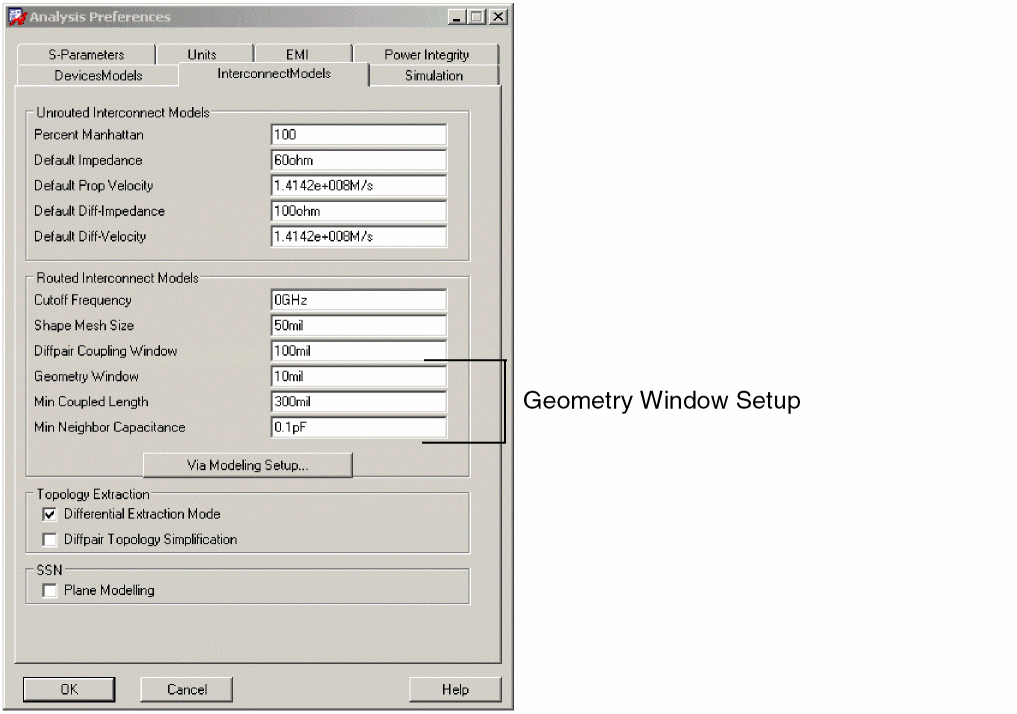 Analysis Preferences
S-Parameters Units EMI Power Integrity
DevicesModels InterconnectModels Simulation
Unrouted Interconnect Models
Percent Manhattan 100
Default Impedance 60ohm
Default Prop Velocity 1.4142e+008M/s
Default Diff-Impedance 100ohm
Default Diff-Velocity 1.4142e+008M/s
Routed Interconnect Models
Cutoff Frequency 0GHz
Shape Mesh Size 50mil
Diffpair Coupling Window 100mil
Geometry Window 10mil
Min Coupled Length 300mil
Min Neighbor Capacitance 0.1pF
Geometry Window Setup
Via Modeling Setup...
Topology Extraction
Differential Extraction Mode
Diffpair Topology Simplification
SSN
Plane Modelling
OK Cancel Help